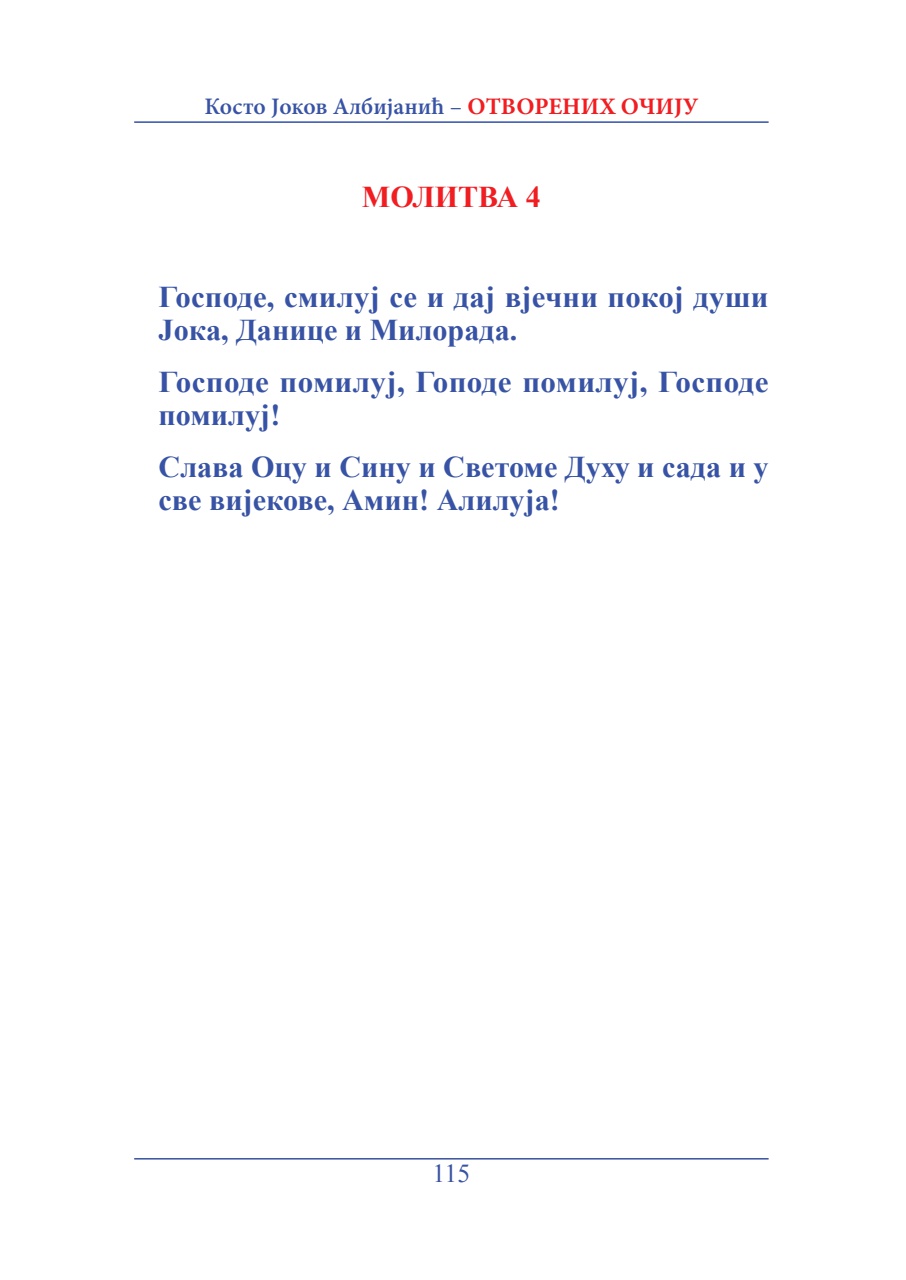 Косто Јоков Албијанић – ОТВОРЕНИХ ОЧИЈУ
МОЛИТВА 4
Господе, смилуј се и дај вјечни покој души
Јока, Данице и Милорада.
Господе помилуј, Гоподе помилуј, Господе
помилуј!
Слава Оцу и Сину и Светоме Духу и сада и у
све вијекове, Амин! Алилуја!
115